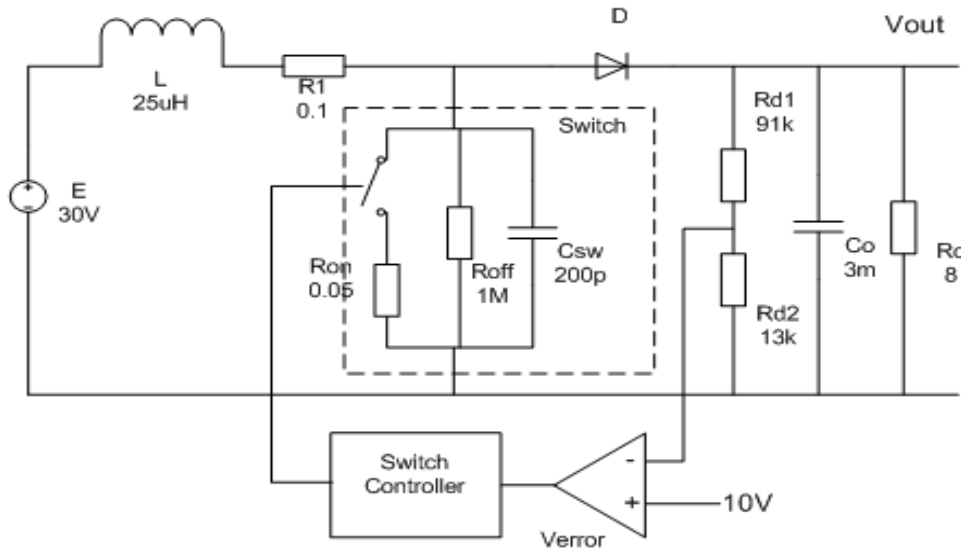 D
Vout
L
25uH
R1
0.1
Rd1
91k
Switch
E
30V
Ron
0.05
Roff
1M
Csw
200p
Co
3m
8
Rd2
13k
Switch
Controller
-
+
10V
Verror